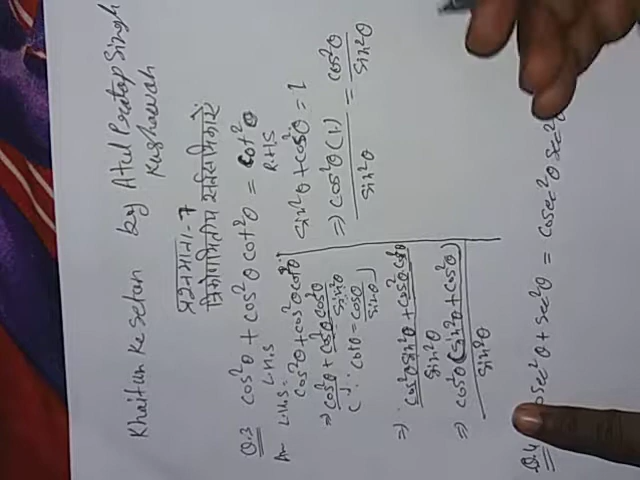 Khaitan Ke Setan by Atul Pratap Singh
Kushawah
प्रश्नमाला-7
त्रिकोणमितीय सर्वसमिकाऐं
Q.3 cos²θ + cos²θ cot²θ = cot²θ
L.H.S R.H.S
L.H.S =
cos²θ + cos²θ cot²θ
⇒ cos²θ + cos²θ cos²θ / sin²θ
(∵ cotθ = cosθ / sinθ)
⇒ cos²θ sin²θ + cos²θ cos²θ / sin²θ
⇒ cos²θ (sin²θ + cos²θ) / sin²θ
sin²θ + cos²θ = 1
⇒ cos²θ (1) / sin²θ = cos²θ / sin²θ
Q.4 cosec²θ + sec²θ = cosec²θ sec²θ